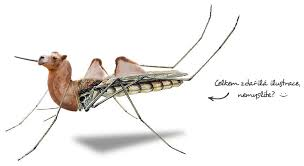 Celkem zdařilá ilustrace,
nemyslíte? :-)